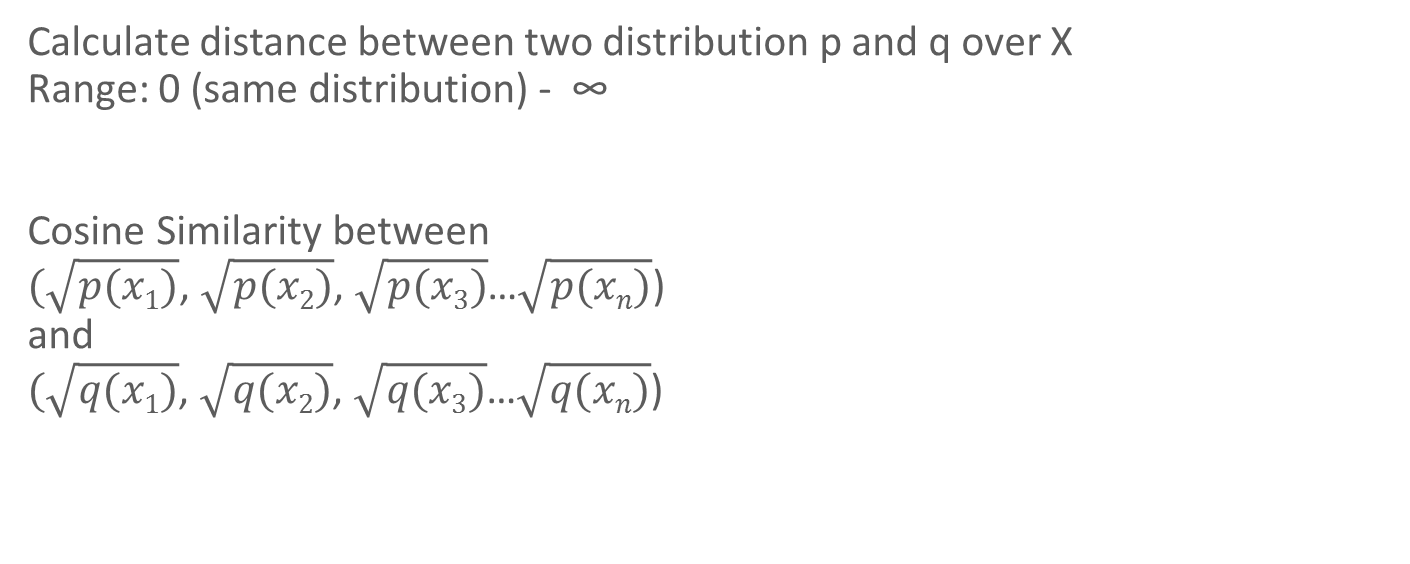 Calculate distance between two distribution p and q over X
Range: 0 (same distribution) - ∞
Cosine Similarity between
(√p(x₁), √p(x₂), √p(x₃)...√p(xₙ))
and
(√q(x₁), √q(x₂), √q(x₃)...√q(xₙ))